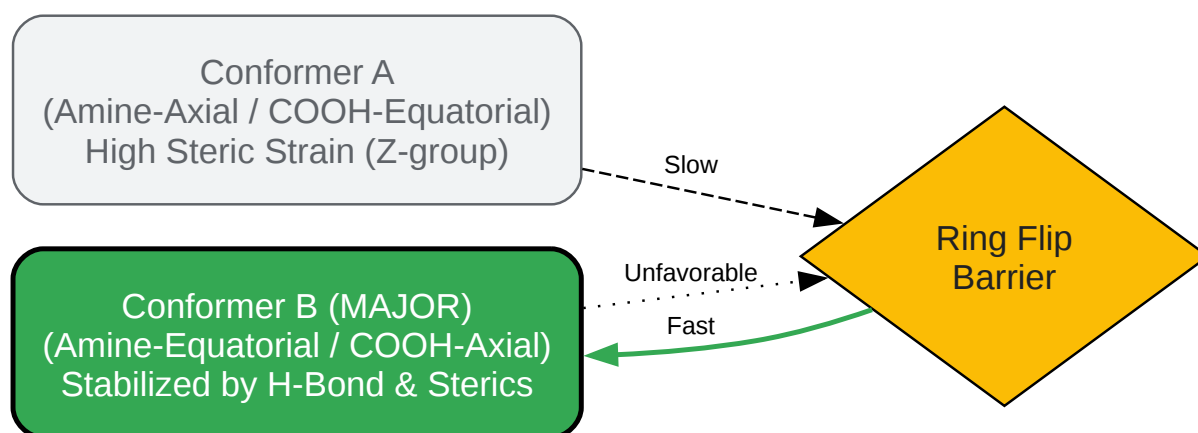 Conformer A
(Amine-Axial / COOH-Equatorial)
High Steric Strain (Z-group)
Slow
Ring Flip
Barrier
Unfavorable
Fast
Conformer B (MAJOR)
(Amine-Equatorial / COOH-Axial)
Stabilized by H-Bond & Sterics